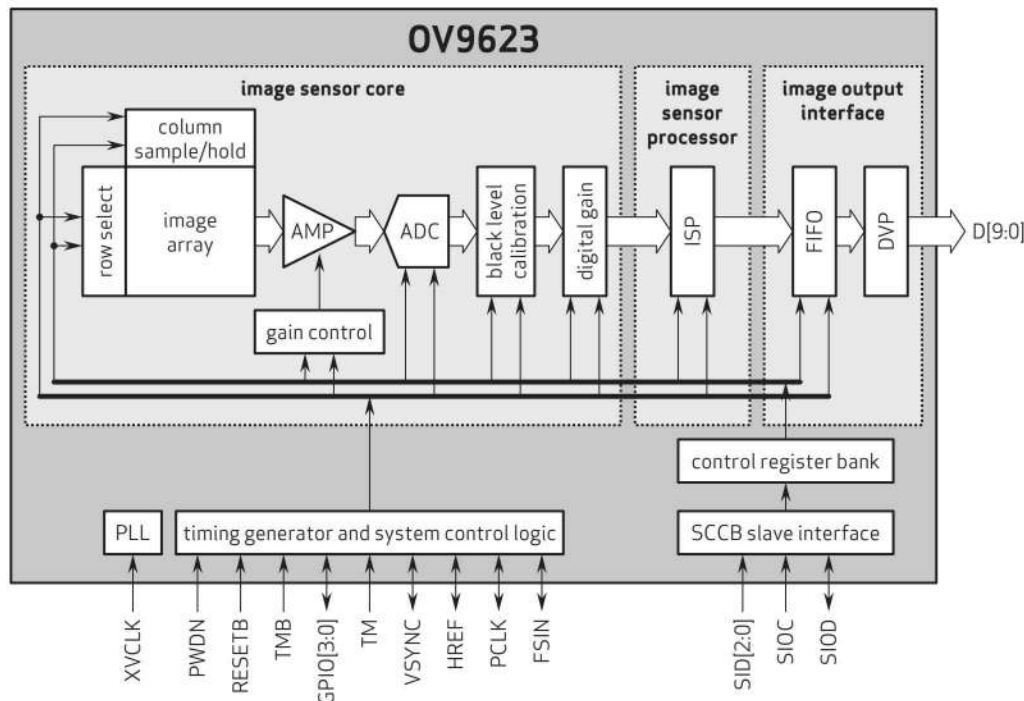 OV9623
image sensor core
image
sensor
processor
image output
interface
column
sample/hold
row select
image
array
AMP
ADC
black level
calibration
digital gain
ISP
FIFO
DVP
D[9:0]
gain control
control register bank
PLL
timing generator and system control logic
SCCB slave interface
XVCLK
PWDN
RESETB
TMB
GPIO[3:0]
TM
VSYNC
HREF
PCLK
FSIN
SID[2:0]
SIOC
SIOD